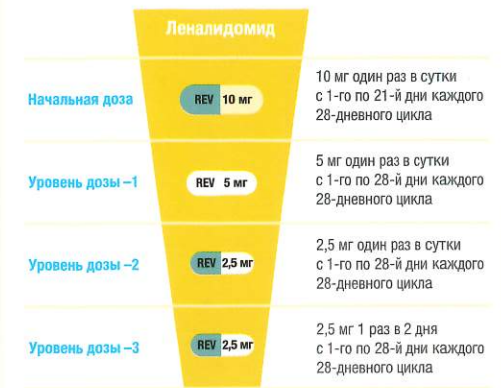 Леналидомид
Начальная доза
REV 10 мг
10 мг один раз в сутки
с 1-го по 21-й дни каждого
28-дневного цикла
Уровень дозы –1
REV 5 мг
5 мг один раз в сутки
с 1-го по 28-й дни каждого
28-дневного цикла
Уровень дозы –2
REV 2,5 мг
2,5 мг один раз в сутки
с 1-го по 28-й дни каждого
28-дневного цикла
Уровень дозы –3
REV 2,5 мг
2,5 мг 1 раз в 2 дня
с 1-го по 28-й дни каждого
28-дневного цикла